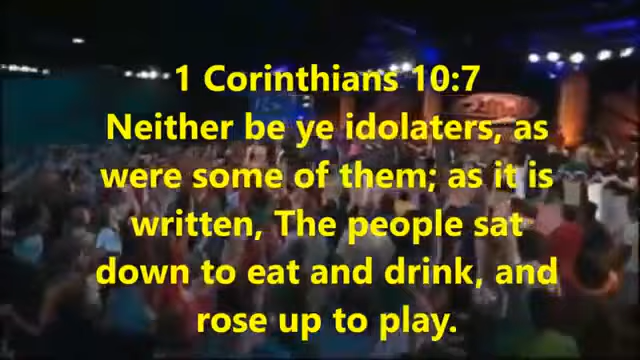 1 Corinthians 10:7
Neither be ye idolaters, as
were some of them; as it is
written, The people sat
down to eat and drink, and
rose up to play.